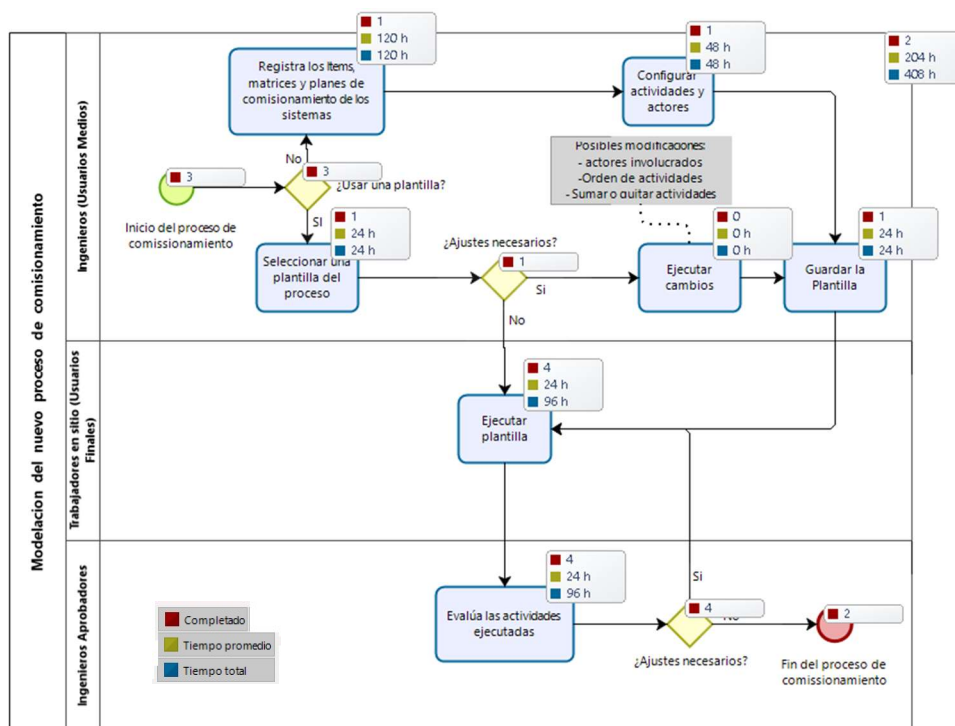 Modelacion del nuevo proceso de comisionamiento
Ingenieros (Usuarios Medios)
1
120 h
120 h
Registra los Items,
matrices y planes de
comisionamiento de los
sistemas
1
48 h
48 h
Configurar
actividades y
actores
2
204 h
408 h
Posibles modificaciones:
- actores involucrados
-Orden de actividades
- Sumar o quitar actividades
No
3
3
¿Usar una plantilla?
Inicio del proceso de
comissionamiento
SI
1
24 h
24 h
Seleccionar una
plantilla del
proceso
¿Ajustes necesarios?
1
Si
No
0
0 h
0 h
Ejecutar
cambios
1
24 h
24 h
Guardar la
Plantilla
Trabajadores en sitio (Usuarios
Finales)
4
24 h
96 h
Ejecutar
plantilla
Ingenieros Aprobadores
4
24 h
96 h
Evalúa las actividades
ejecutadas
Si
4
No
¿Ajustes necesarios?
2
Fin del proceso de
comissionamiento
Completado
Tiempo promedio
Tiempo total